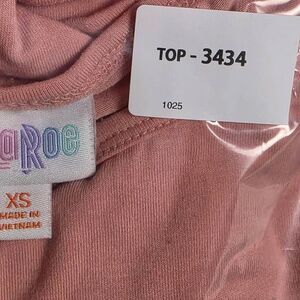 TOP - 3434
1025
aRoe
XS
MADE IN
VIETNAM